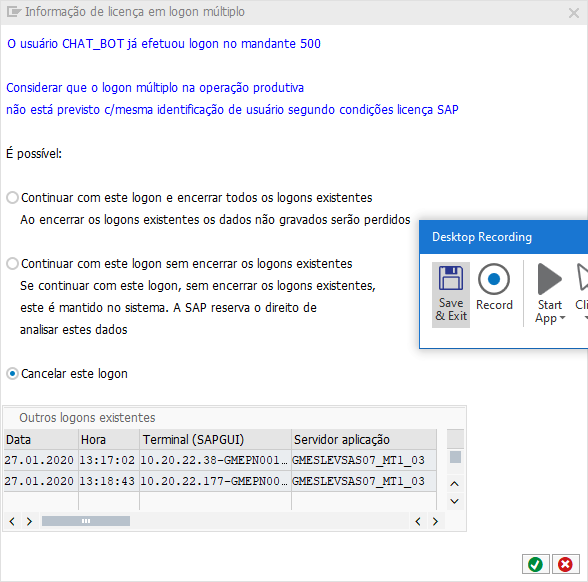 Informação de licença em logon múltiplo
O usuário CHAT_BOT já efetuou logon no mandante 500
Considerar que o logon múltiplo na operação produtiva
não está previsto c/mesma identificação de usuário segundo condições licença SAP
É possível:
Continuar com este logon e encerrar todos os logons existentes
Ao encerrar os logons existentes os dados não gravados serão perdidos
Desktop Recording
Continuar com este logon sem encerrar os logons existentes
Se continuar com este logon, sem encerrar os logons existentes,
este é mantido no sistema. A SAP reserva o direito de
analisar estes dados
Save
& Exit
Record
Start
App
Cli
Cancelar este logon
Outros logons existentes
Data Hora Terminal (SAPGUI) Servidor aplicação
27.01.2020 13:17:02 10.20.22.38-GMEPN001... GMESLEVSAS07_MT1_03
27.01.2020 13:18:43 10.20.22.177-GMEPN00... GMESLEVSAS07_MT1_03